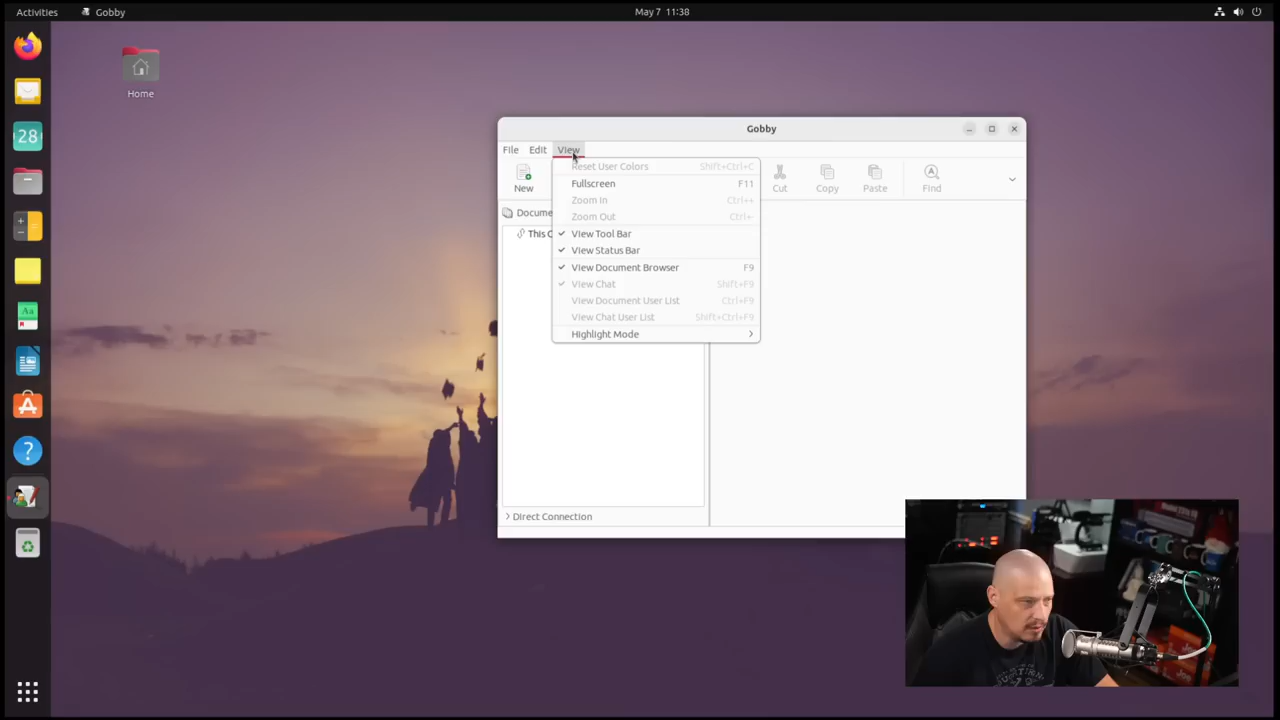 Activities Gobby May 7 11:38
28
Home
Gobby
File Edit View
New Cut Copy Paste Find
Reset User Colors Shift+Ctrl+C
Fullscreen F11
Zoom In Ctrl++
Zoom Out Ctrl+-
View Tool Bar
View Status Bar
View Document Browser F9
View Chat Shift+F9
View Document User List Ctrl+F9
View Chat User List Shift+Ctrl+F9
Highlight Mode
Docume
This C
Aa
Direct Connection